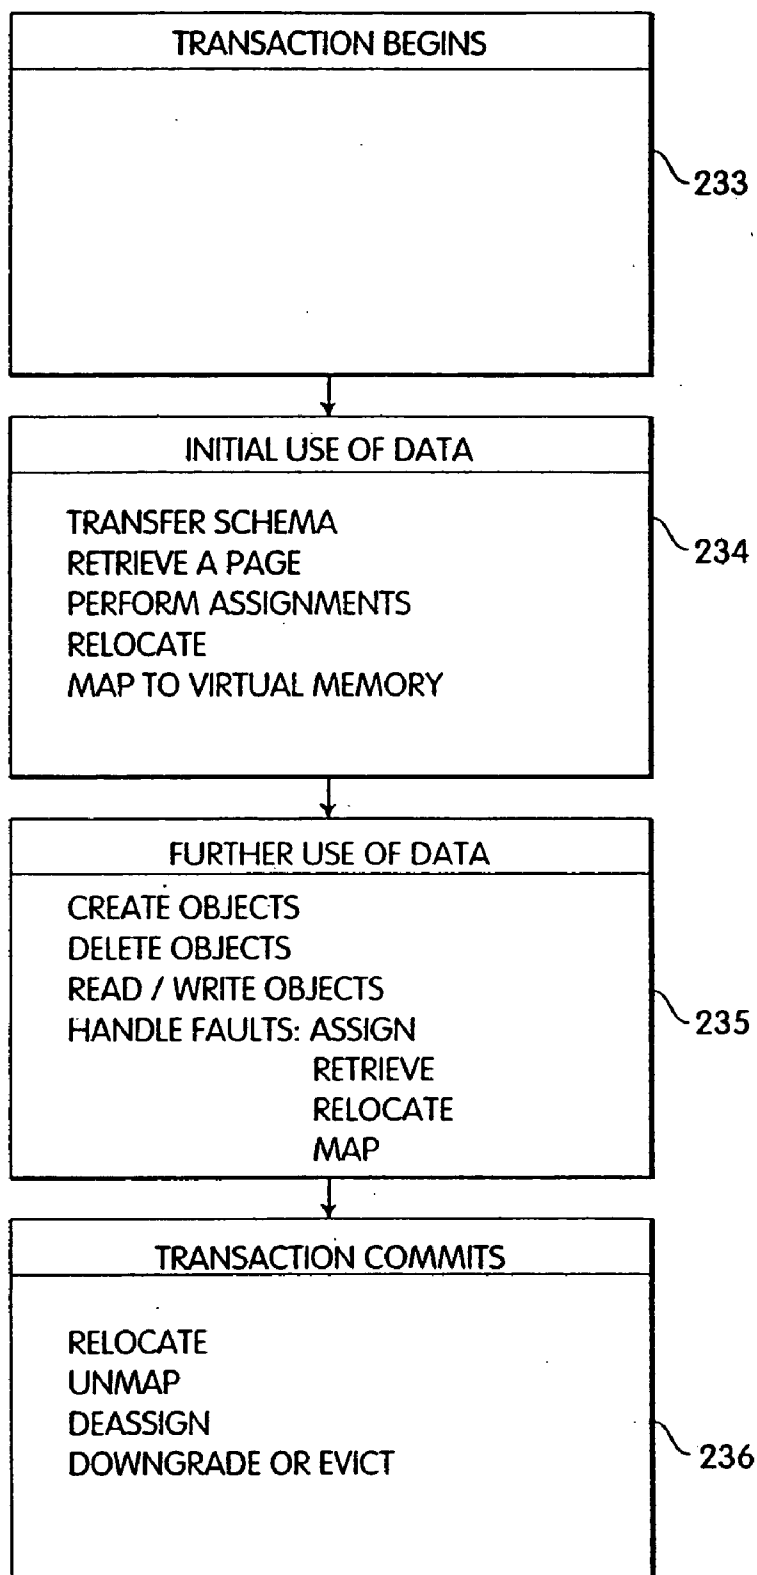 TRANSACTION BEGINS
233
INITIAL USE OF DATA
TRANSFER SCHEMA
234
RETRIEVE A PAGE
PERFORM ASSIGNMENTS
RELOCATE
MAP TO VIRTUAL MEMORY
FURTHER USE OF DATA
CREATE OBJECTS
DELETE OBJECTS
READ / WRITE OBJECTS
HANDLE FAULTS: ASSIGN
235
RETRIEVE
RELOCATE
MAP
TRANSACTION COMMITS
RELOCATE
UNMAP
DEASSIGN
DOWNGRADE OR EVICT
236